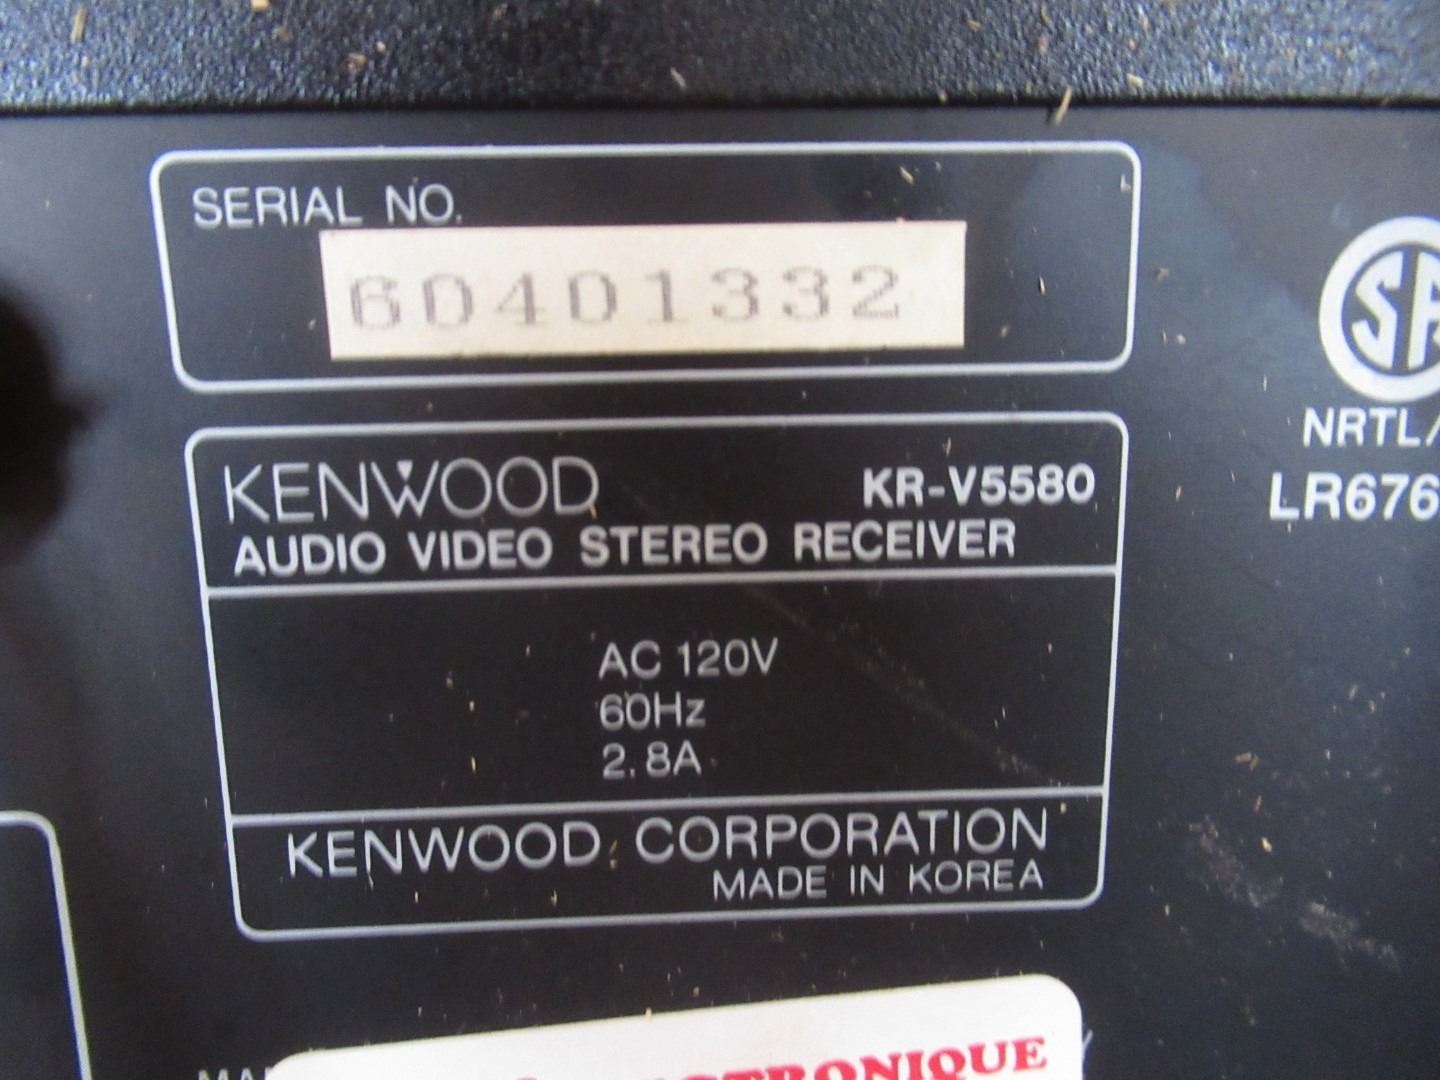 SERIAL NO.
60401332
KENWOOD KR-V5580
AUDIO VIDEO STEREO RECEIVER
AC 120V
60Hz
2.8A
KENWOOD CORPORATION
MADE IN KOREA
SA
NRTL/
LR676